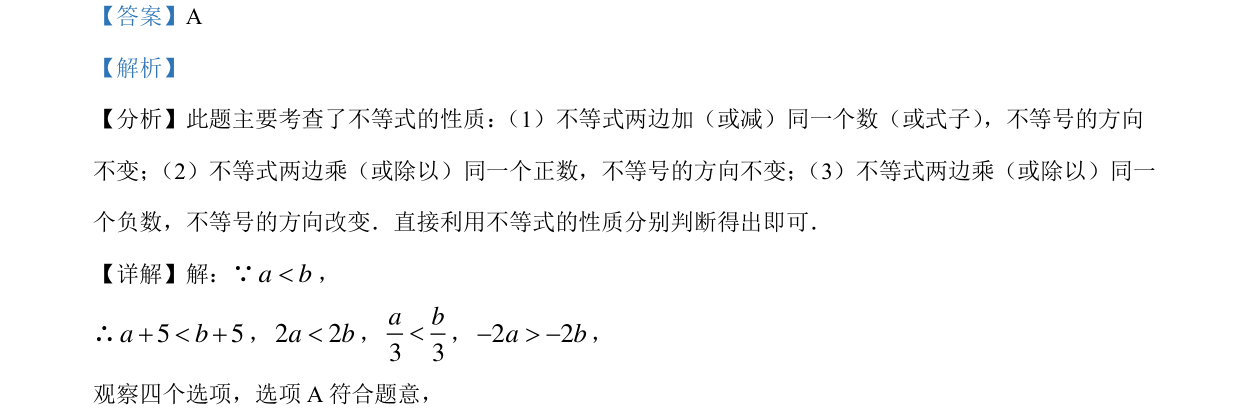 【答案】A
【解析】
【分析】此题主要考查了不等式的性质：（1）不等式两边加（或减）同一个数（或式子），不等号的方向
不变；（2）不等式两边乘（或除以）同一个正数，不等号的方向不变；（3）不等式两边乘（或除以）同一
个负数，不等号的方向改变．直接利用不等式的性质分别判断得出即可．
【详解】解：∵ a < b ，
∴ a+5<b+5 ，2a < 2b ，a/3 < b/3 ，−2a > −2b ，
观察四个选项，选项 A 符合题意，